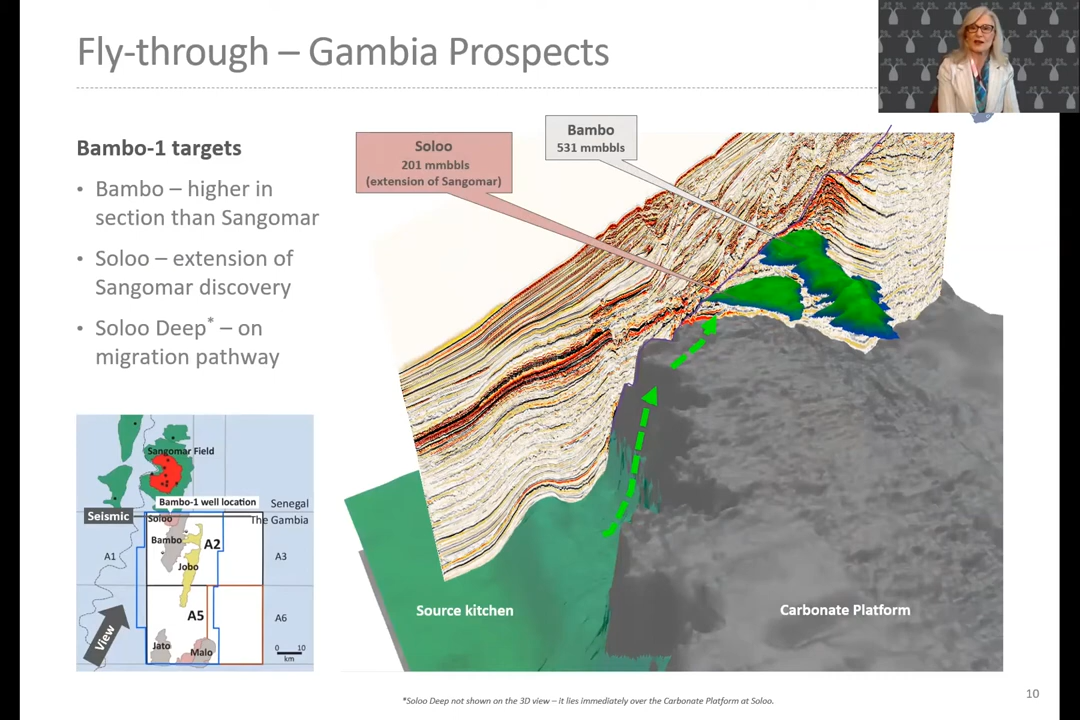 Fly-through – Gambia Prospects
Bambo-1 targets
• Bambo – higher in
section than Sangomar
• Soloo – extension of
Sangomar discovery
• Soloo Deep* – on
migration pathway
Soloo
201 mmbbls
(extension of Sangomar)
Bambo
531 mmbbls
Source kitchen
Carbonate Platform
Sangomar Field
Bambo-1 well location
Senegal
Seismic
Soloo
The Gambia
Bambo
A2
A1
A3
Jobo
A5
A6
View
Jato
Malo
0 10
km
*Soloo Deep not shown on the 3D view – it lies immediately over the Carbonate Platform at Soloo.
10